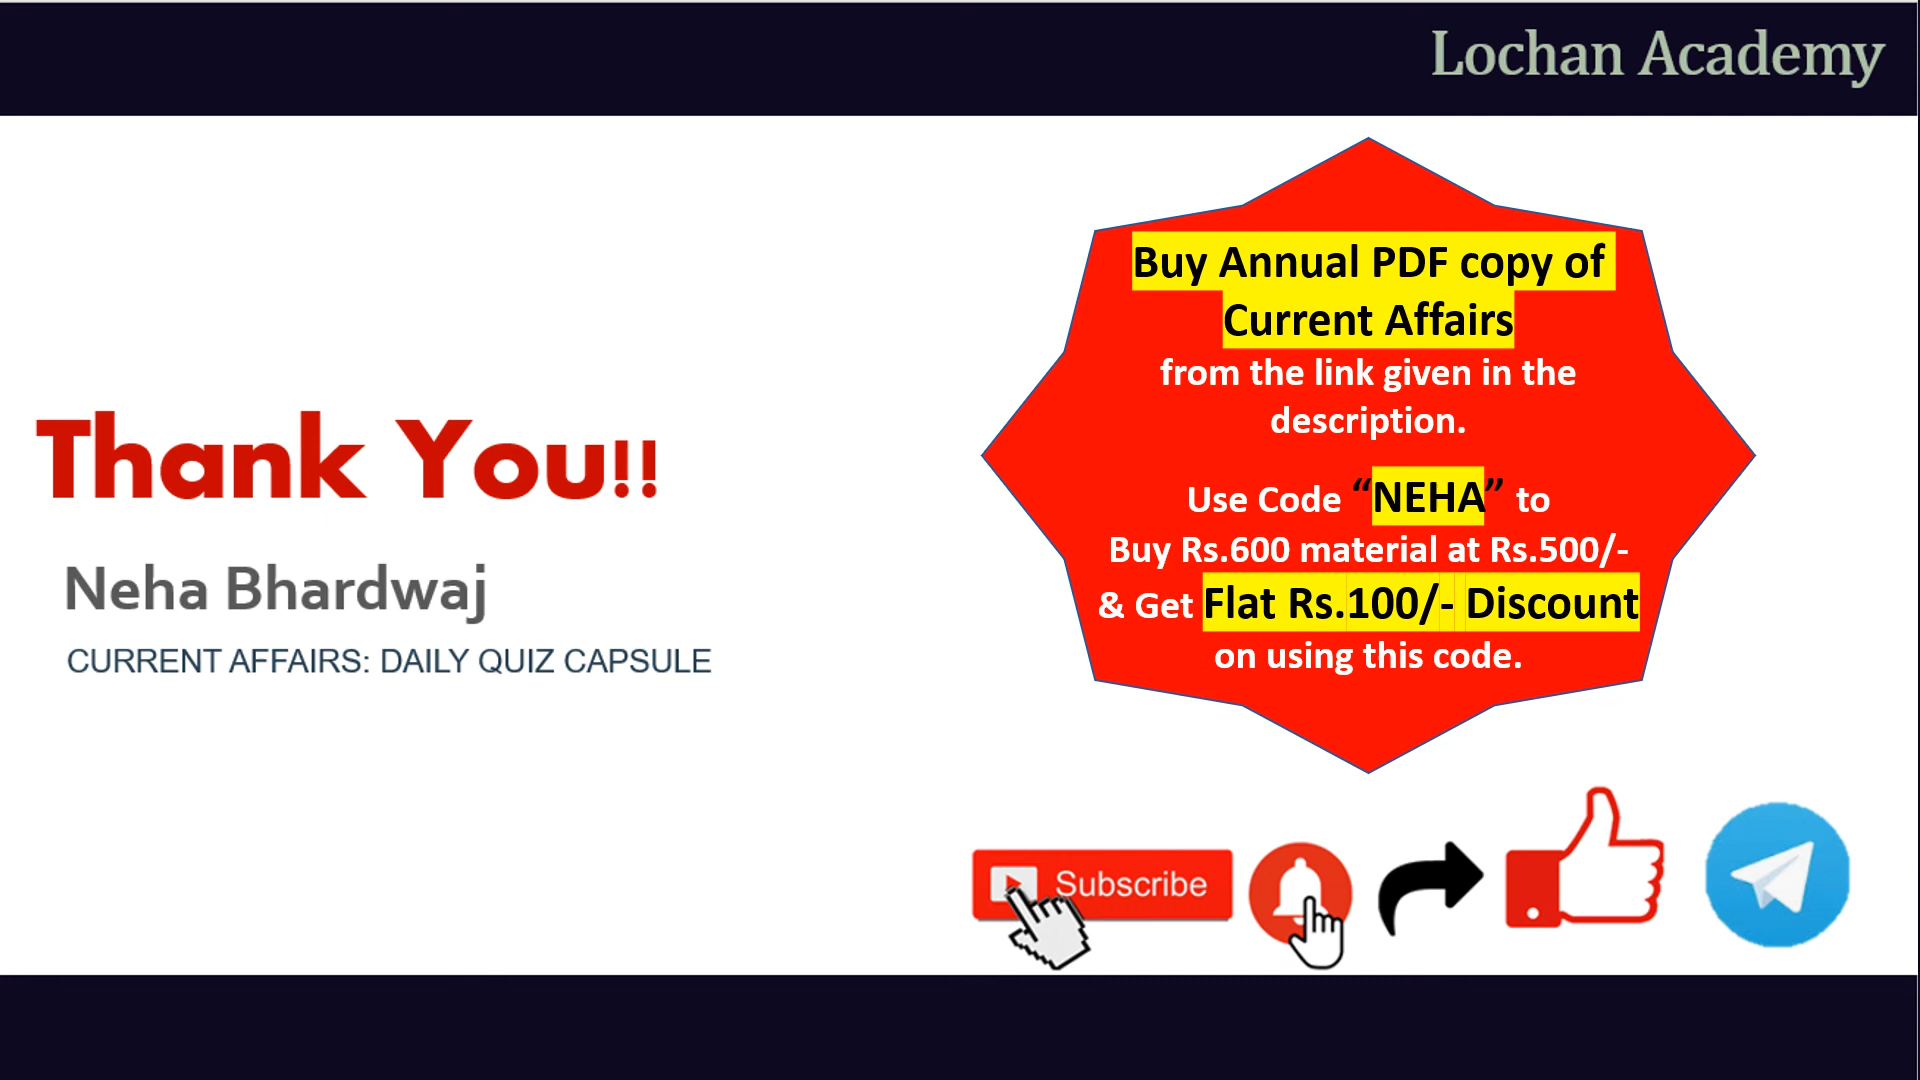 Lochan Academy
Thank You!!
Neha Bhardwaj
CURRENT AFFAIRS: DAILY QUIZ CAPSULE
Buy Annual PDF copy of
Current Affairs
from the link given in the
description.
Use Code “NEHA” to
Buy Rs.600 material at Rs.500/-
& Get Flat Rs.100/- Discount
on using this code.
Subscribe